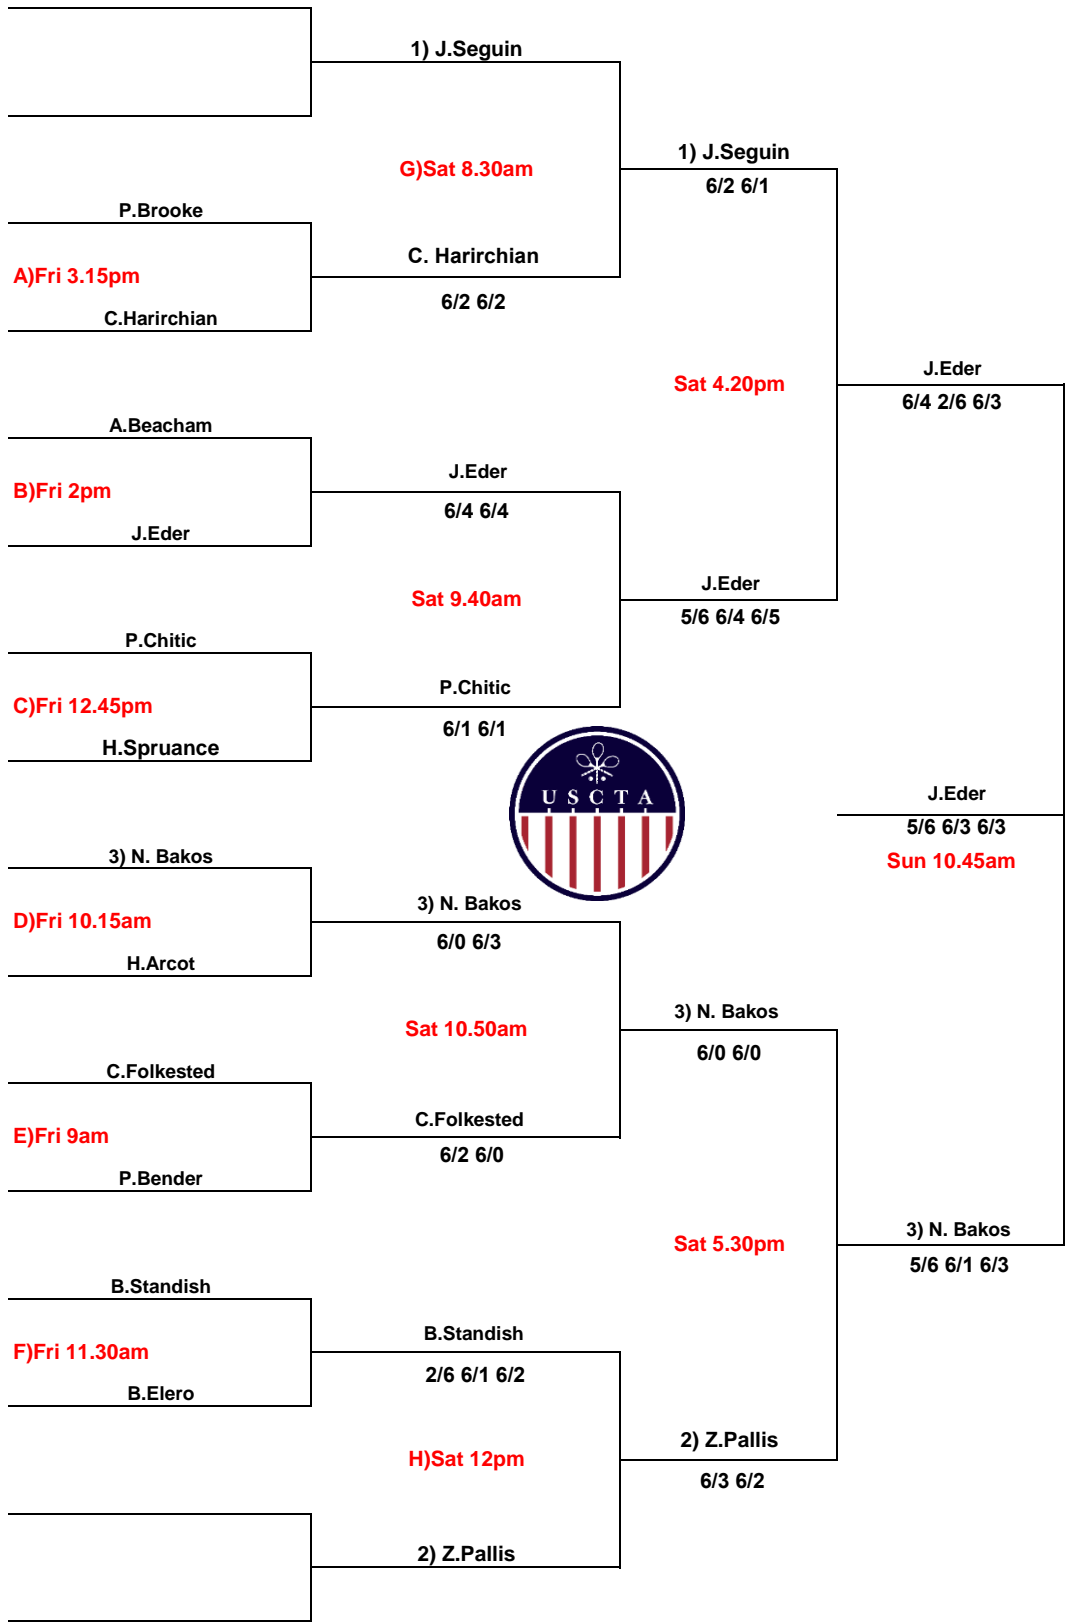 1) J.Seguin
G)Sat 8.30am
1) J.Seguin
6/2 6/1
P.Brooke
A)Fri 3.15pm
C. Harirchian
6/2 6/2
C.Harirchian
Sat 4.20pm
J.Eder
6/4 2/6 6/3
A.Beacham
B)Fri 2pm
J.Eder
6/4 6/4
J.Eder
Sat 9.40am
J.Eder
5/6 6/4 6/5
P.Chitic
C)Fri 12.45pm
P.Chitic
6/1 6/1
H.Spruance
USCTA
J.Eder
5/6 6/3 6/3
Sun 10.45am
3) N. Bakos
D)Fri 10.15am
3) N. Bakos
6/0 6/3
H.Arcot
Sat 10.50am
3) N. Bakos
6/0 6/0
C.Folkested
E)Fri 9am
C.Folkested
6/2 6/0
P.Bender
Sat 5.30pm
3) N. Bakos
5/6 6/1 6/3
B.Standish
F)Fri 11.30am
B.Standish
2/6 6/1 6/2
B.Elero
H)Sat 12pm
2) Z.Pallis
6/3 6/2
2) Z.Pallis